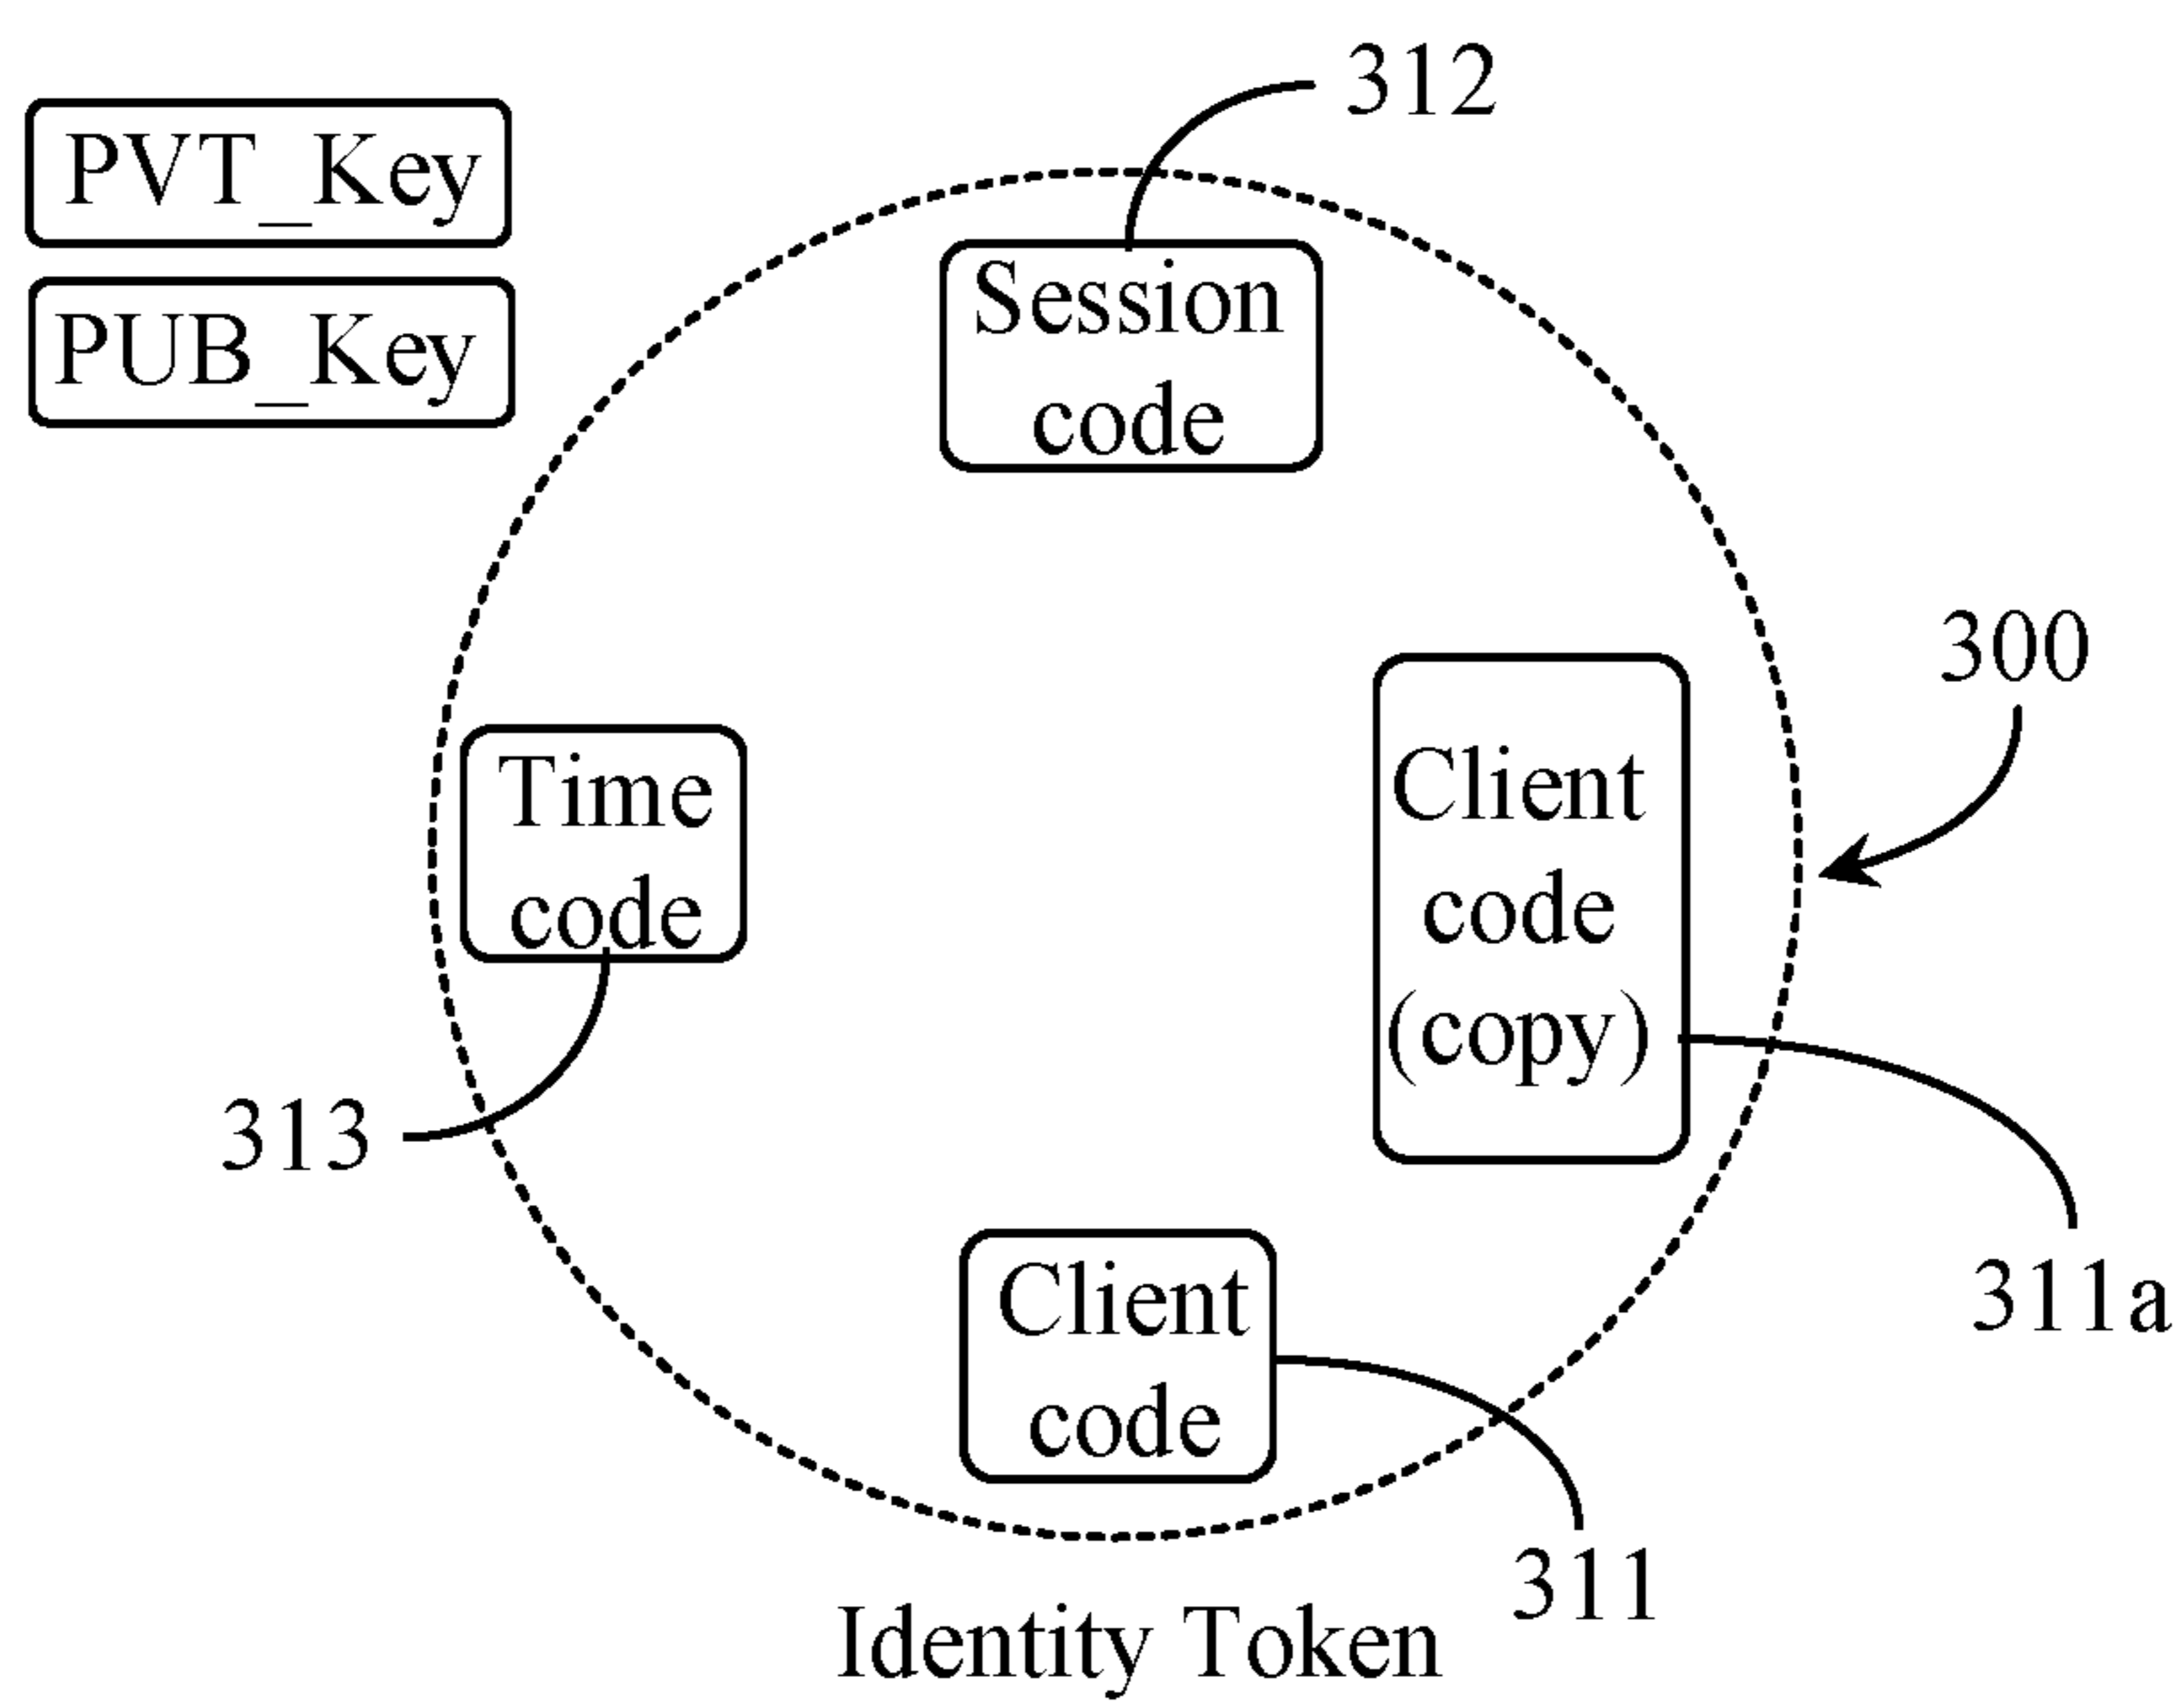 312
PVT_Key
PUB_Key
Session
code
300
Time
code
Client
code
(copy)
313
311a
Client
code
311
Identity Token